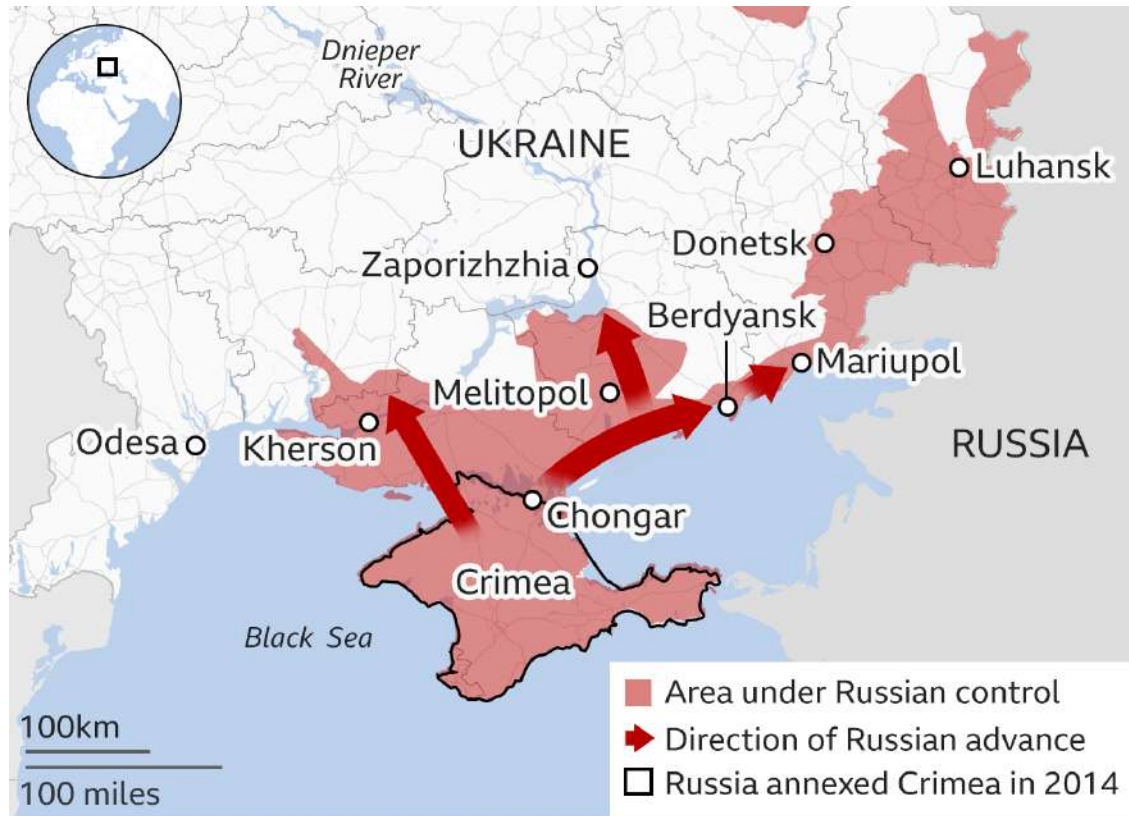 Dnieper
River
UKRAINE
Luhansk
Donetsk
Zaporizhzhia
Berdyansk
Mariupol
Melitopol
Odesa
Kherson
RUSSIA
Chongar
Crimea
Black Sea
Area under Russian control
Direction of Russian advance
Russia annexed Crimea in 2014
100km
100 miles